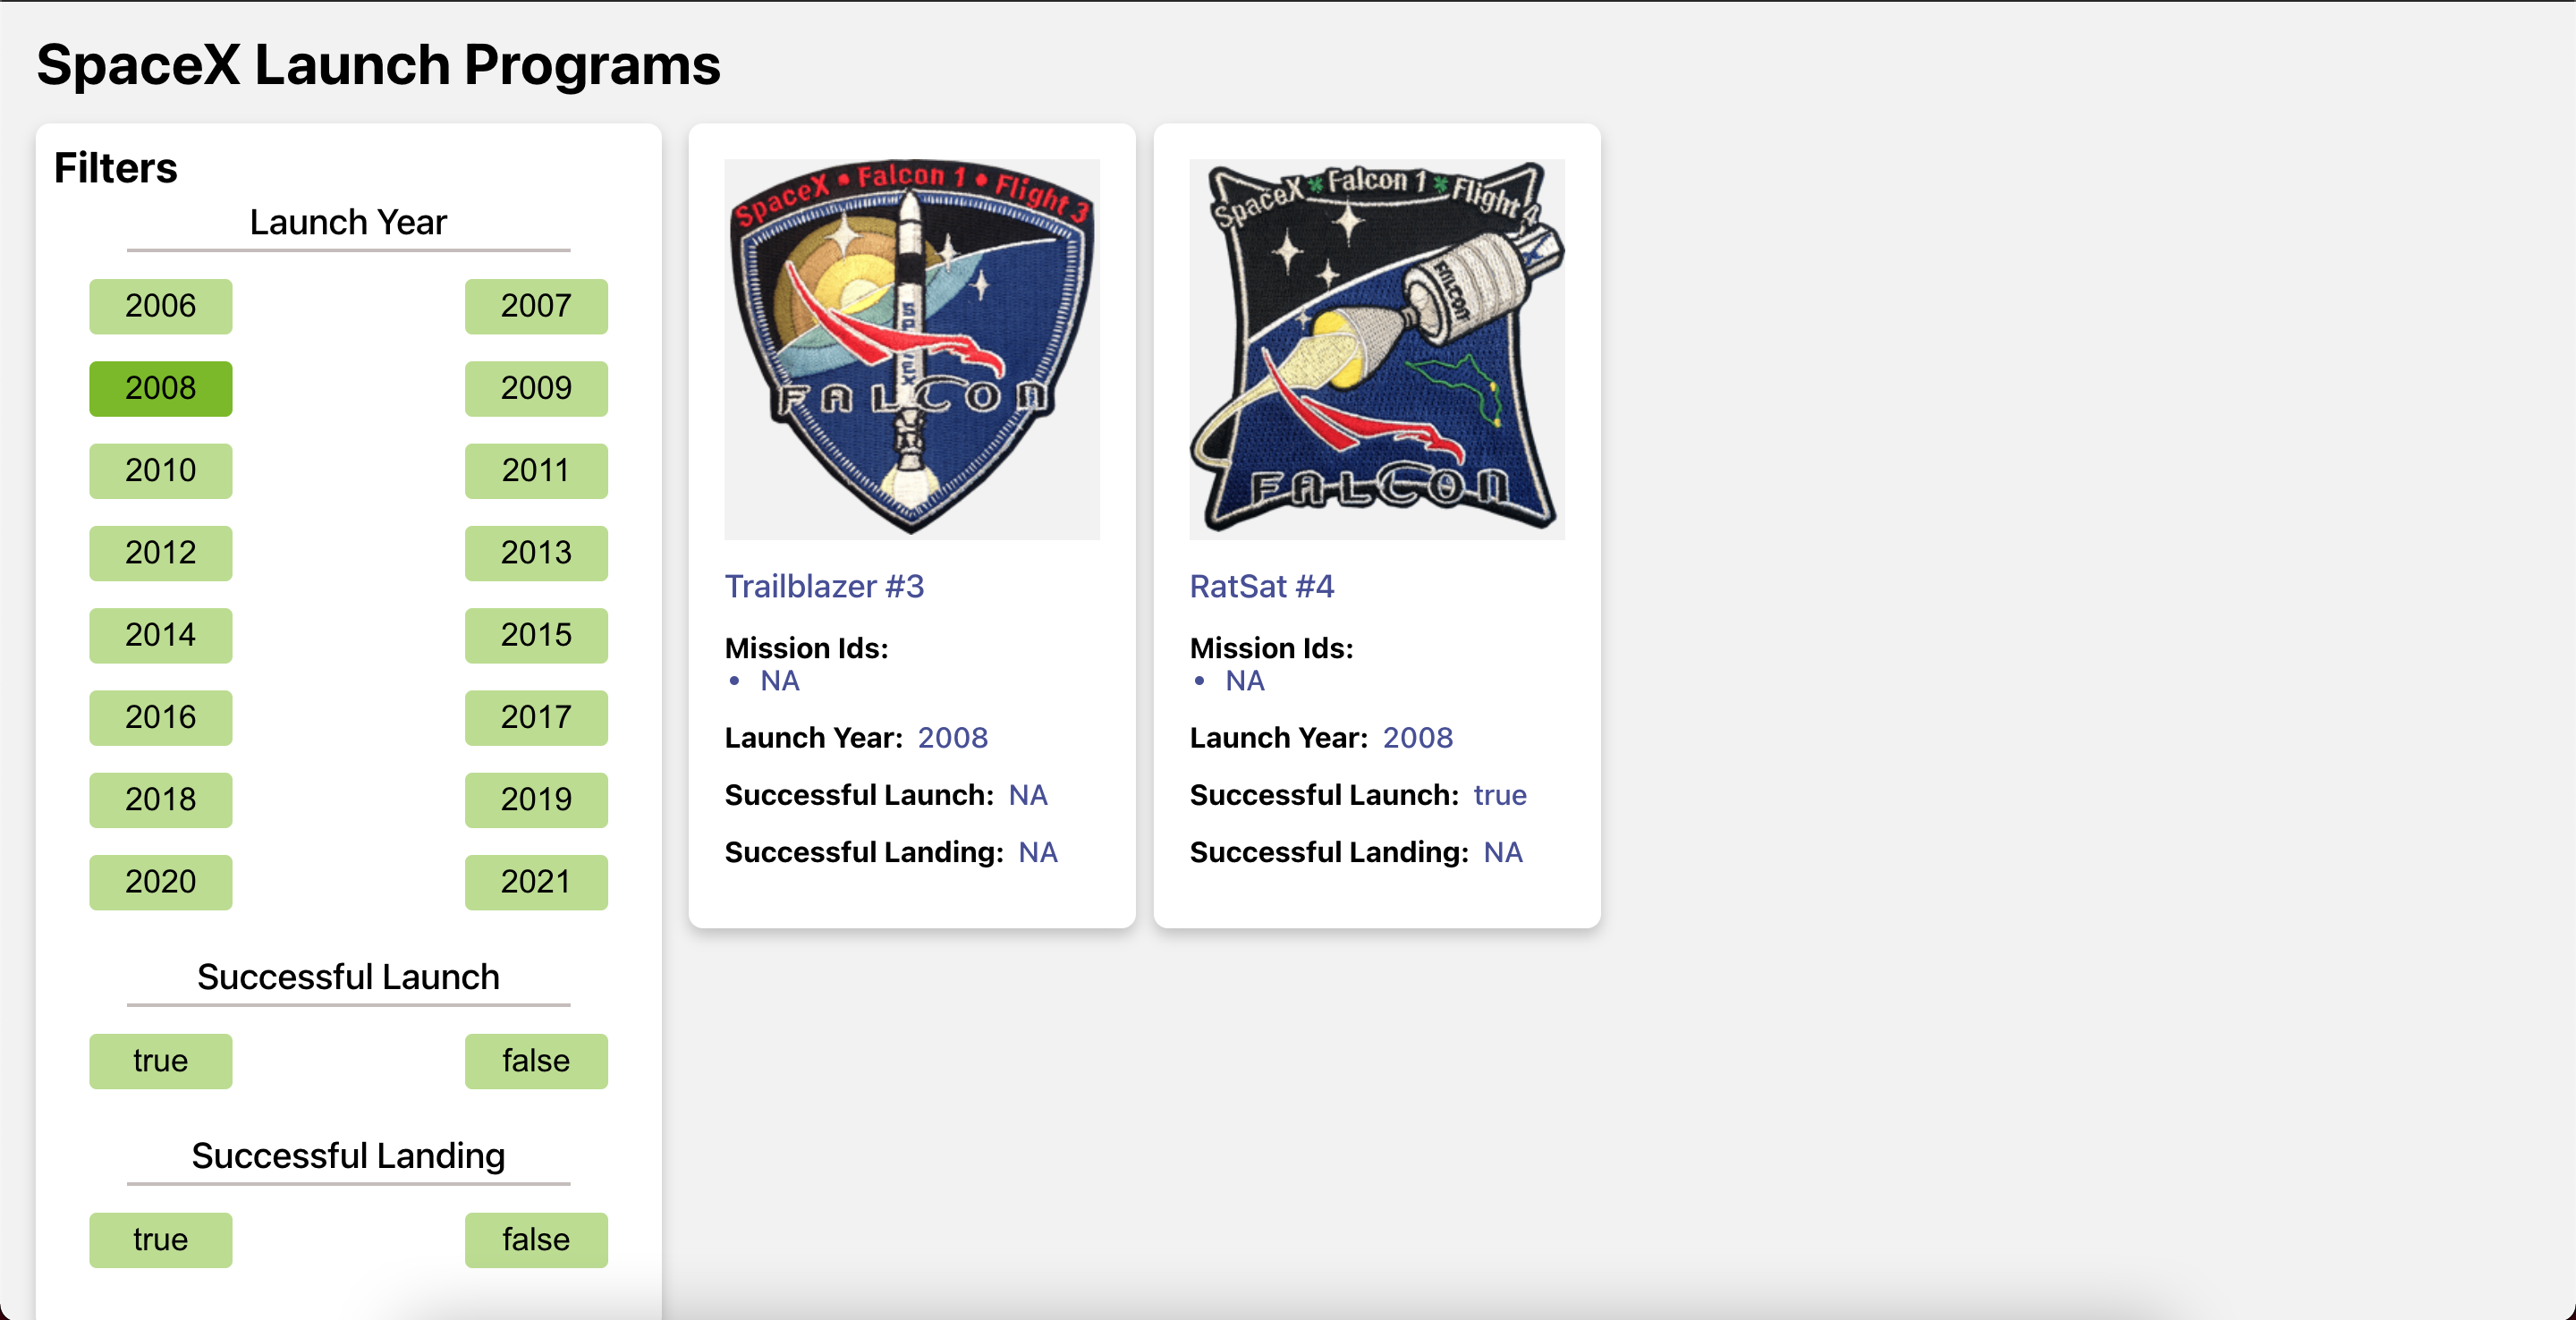 SpaceX Launch Programs
Filters
Launch Year
2006 2007
2008 2009
2010 2011
2012 2013
2014 2015
2016 2017
2018 2019
2020 2021
Successful Launch
true false
Successful Landing
true false
SpaceX • Falcon 1 • Flight 3
SPACEX
FALCON
Trailblazer #3
Mission Ids:
• NA
Launch Year: 2008
Successful Launch: NA
Successful Landing: NA
SpaceX Falcon 1 Flight 4
FALCON
FALCON
RatSat #4
Mission Ids:
• NA
Launch Year: 2008
Successful Launch: true
Successful Landing: NA